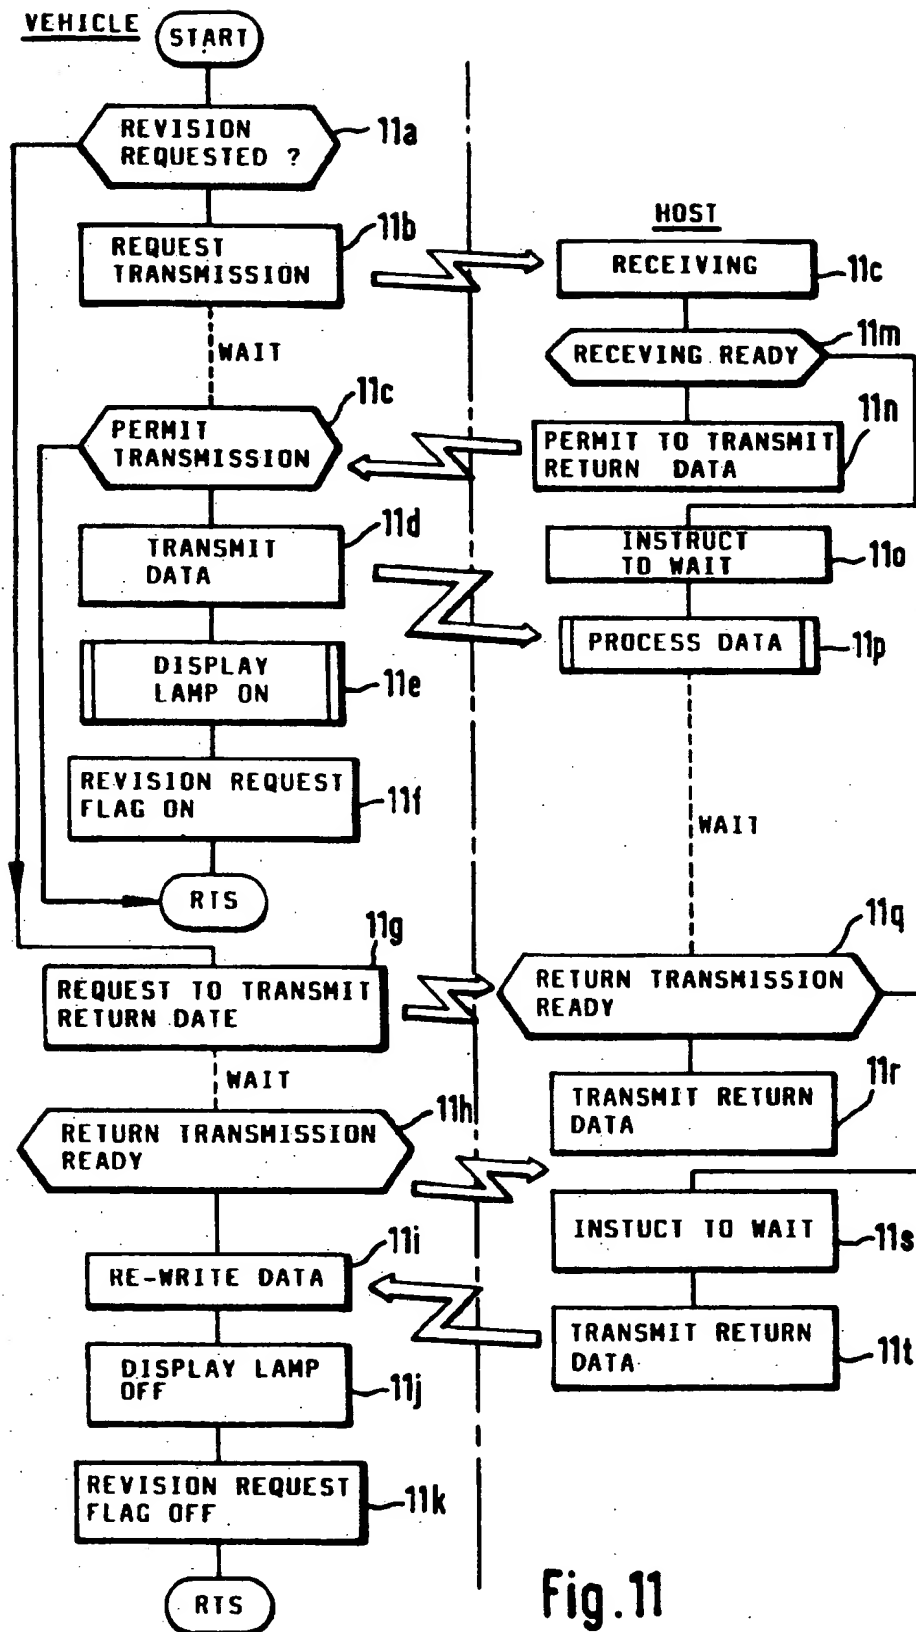 VEHICLE
START
REVISION
REQUESTED ?
11a
REQUEST
TRANSMISSION
11b
WAIT
PERMIT
TRANSMISSION
11c
TRANSMIT
DATA
11d
DISPLAY
LAMP ON
11e
REVISION REQUEST
FLAG ON
11f
RTS
REQUEST TO TRANSMIT
RETURN DATE
11g
WAIT
RETURN TRANSMISSION
READY
11h
RE-WRITE DATA
11i
DISPLAY LAMP
OFF
11j
REVISION REQUEST
FLAG OFF
11k
RTS
HOST
RECEIVING
11c
RECEVING READY
11m
PERMIT TO TRANSMIT
RETURN DATA
11n
INSTRUCT
TO WAIT
11o
PROCESS DATA
11p
WAIT
RETURN TRANSMISSION
READY
11q
TRANSMIT RETURN
DATA
11r
INSTUCT TO WAIT
11s
TRANSMIT RETURN
DATA
11t
Fig.11